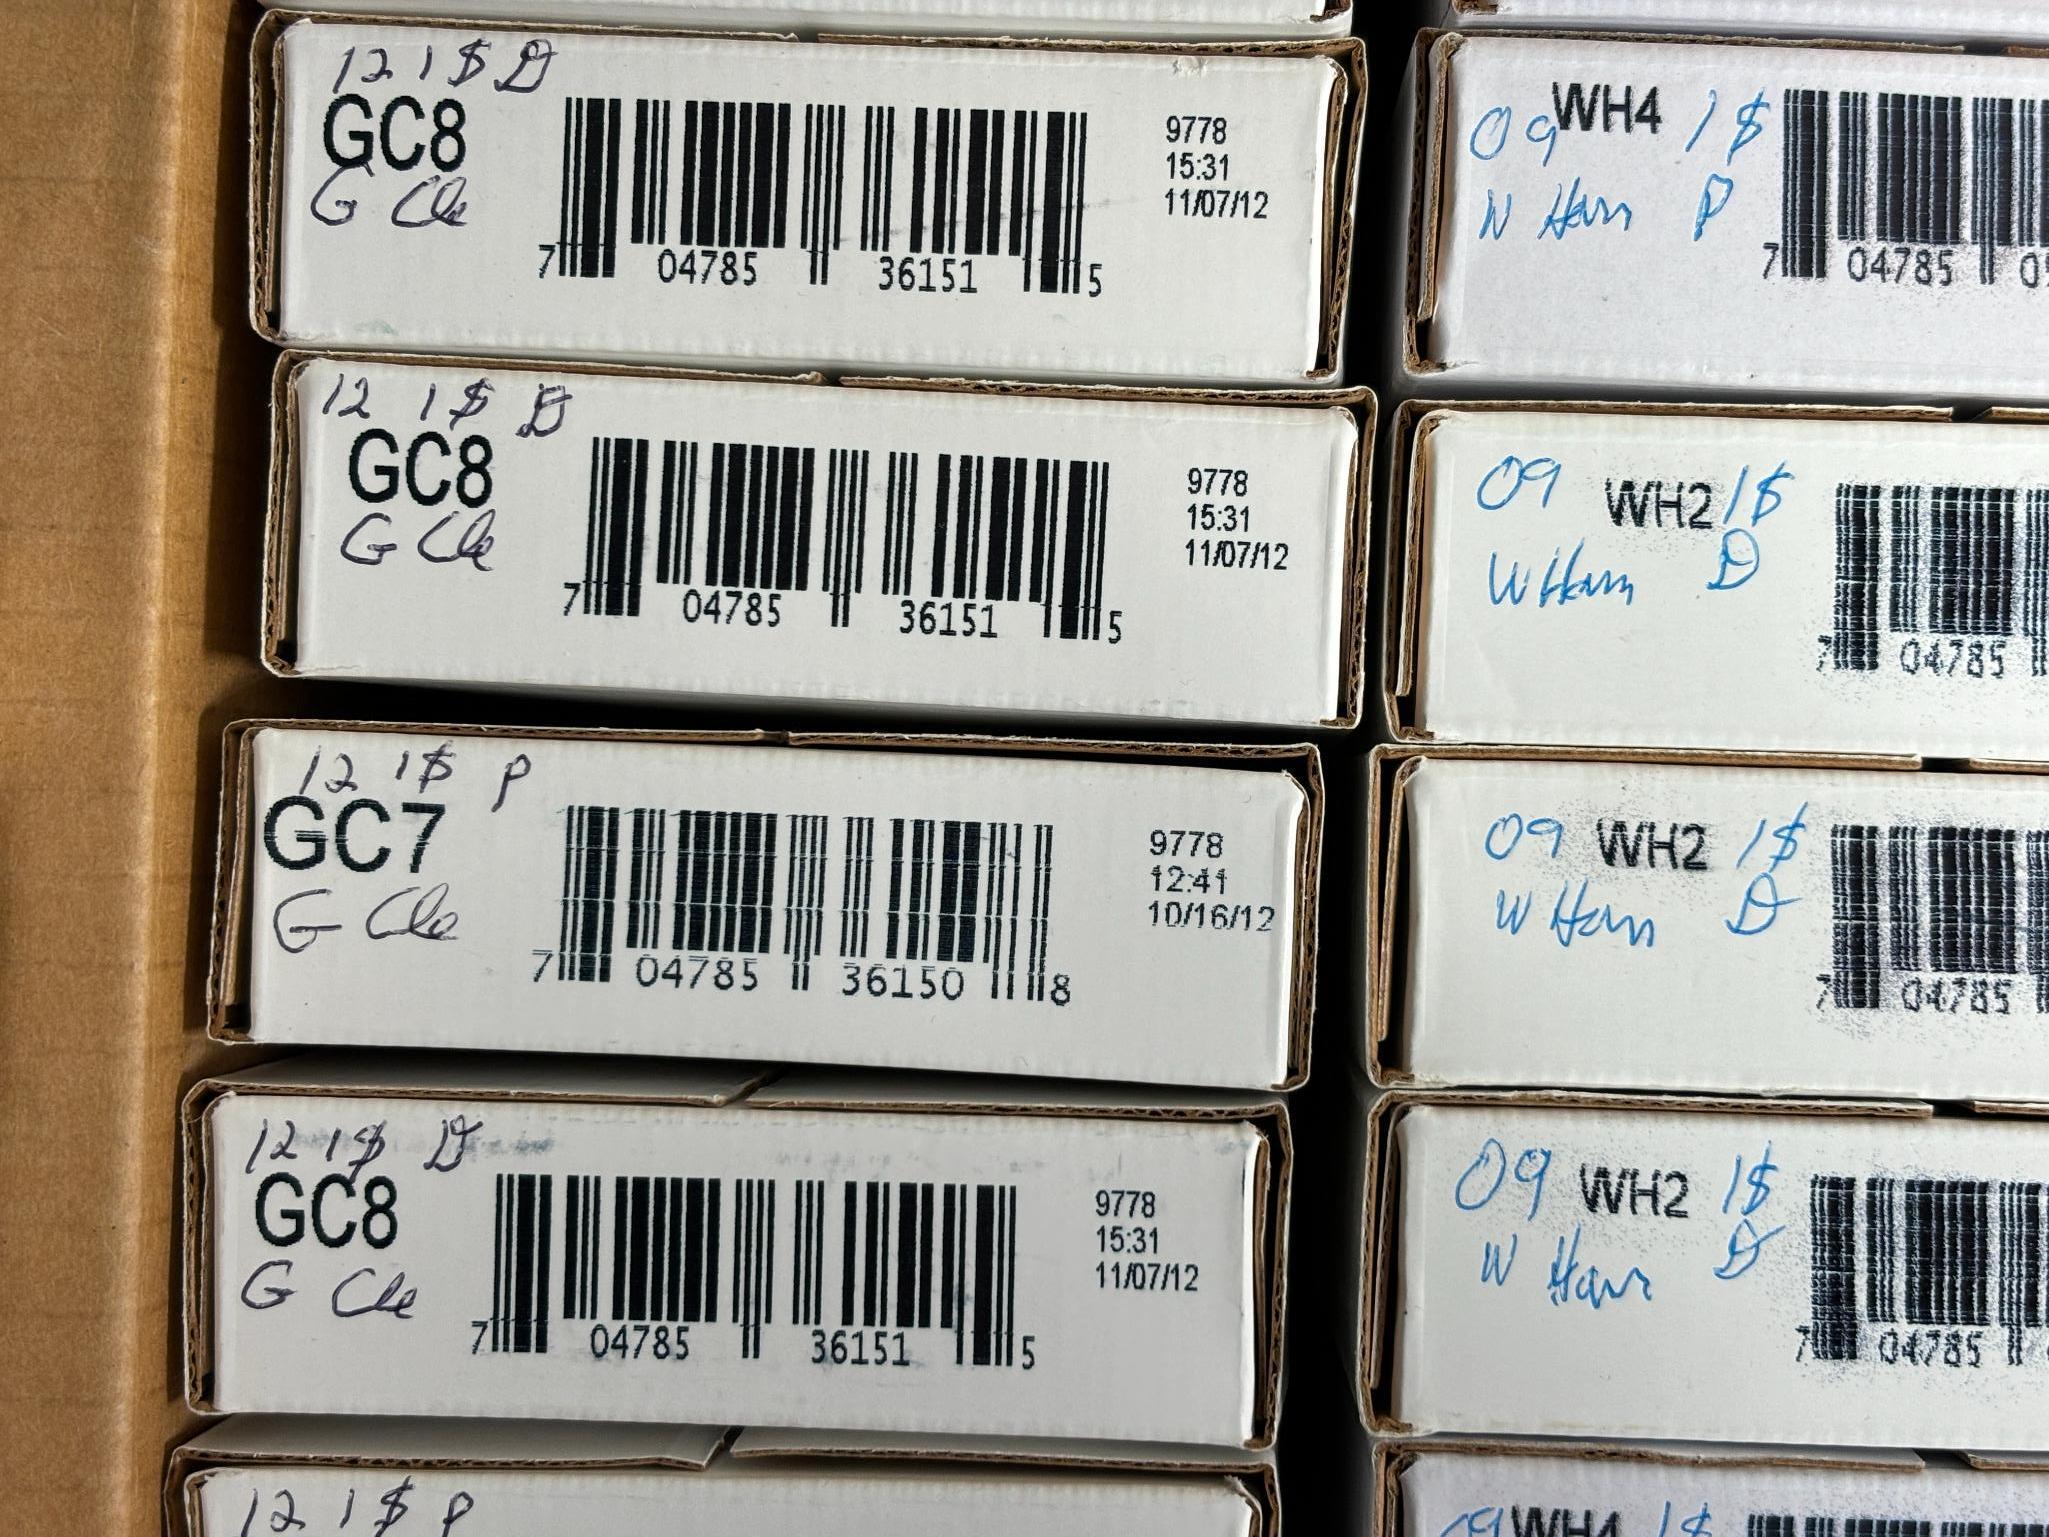 12 1$ D
GC8
G Cle
7 04785 36151 5
9778
15:31
11/07/12
12 1$ D
GC8
G Cle
7 04785 36151 5
9778
15:31
11/07/12
12 1$ P
GC7
G Cle
7 04785 36150 8
9778
12:41
10/16/12
12 1$ D
GC8
G Cle
7 04785 36151 5
9778
15:31
11/07/12
12 1$ P
09 WH4 1$
W Harr P
7 04785
09 WH2 1$
W Harr D
7 04785
09 WH2 1$
W Harr D
7 04785
09 WH2 1$
W Harr D
7 04785
09 WH4 1$